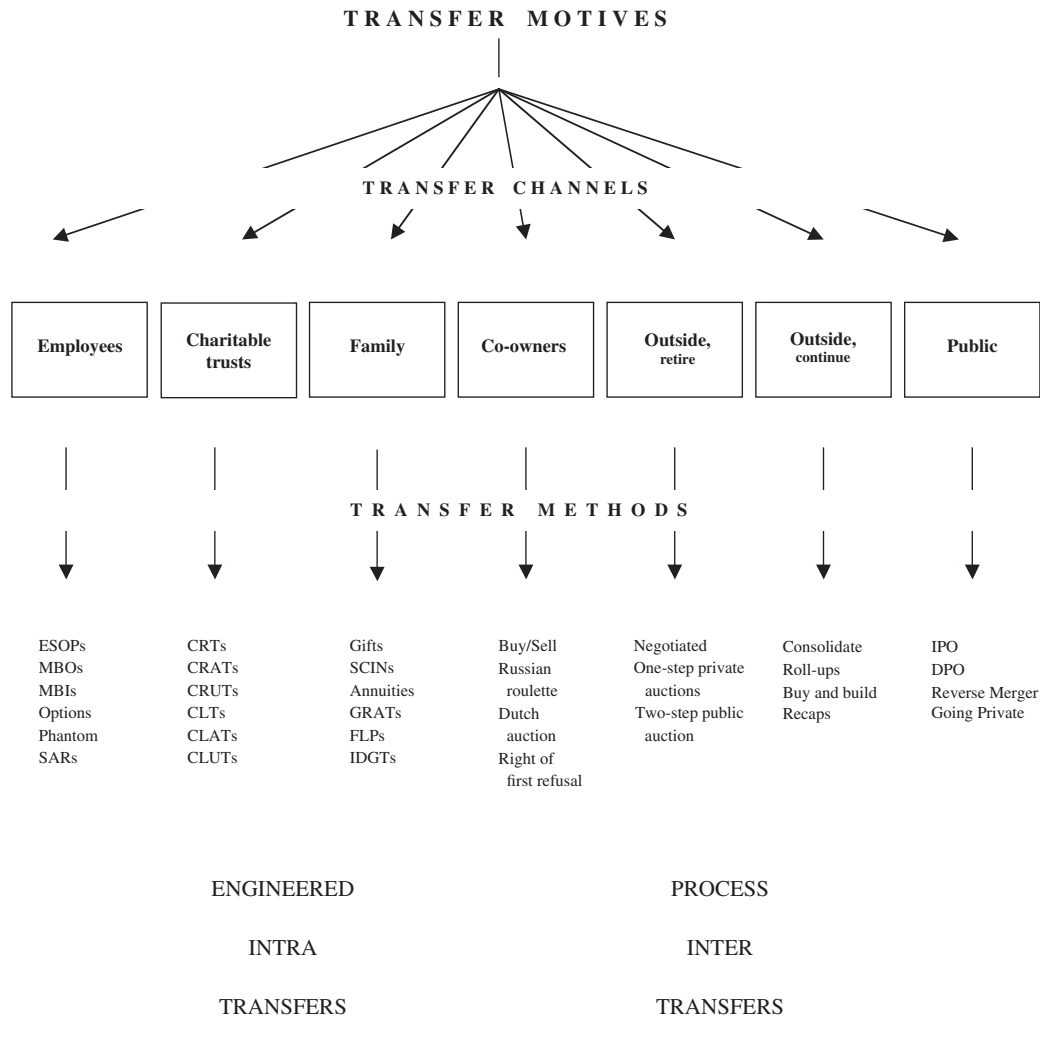 TRANSFER MOTIVES
TRANSFER CHANNELS
Employees
Charitable
trusts
Family
Co-owners
Outside,
retire
Outside,
continue
Public
TRANSFER METHODS
ESOPs
MBOs
MBIs
Options
Phantom
SARs
CRTs
CRATs
CRUTs
CLTs
CLATs
CLUTs
Gifts
SCINs
Annuities
GRATs
FLPs
IDGTs
Buy/Sell
Russian
roulette
Dutch
auction
Right of
first refusal
Negotiated
One-step private
auctions
Two-step public
auction
Consolidate
Roll-ups
Buy and build
Recaps
IPO
DPO
Reverse Merger
Going Private
ENGINEERED
INTRA
TRANSFERS
PROCESS
INTER
TRANSFERS